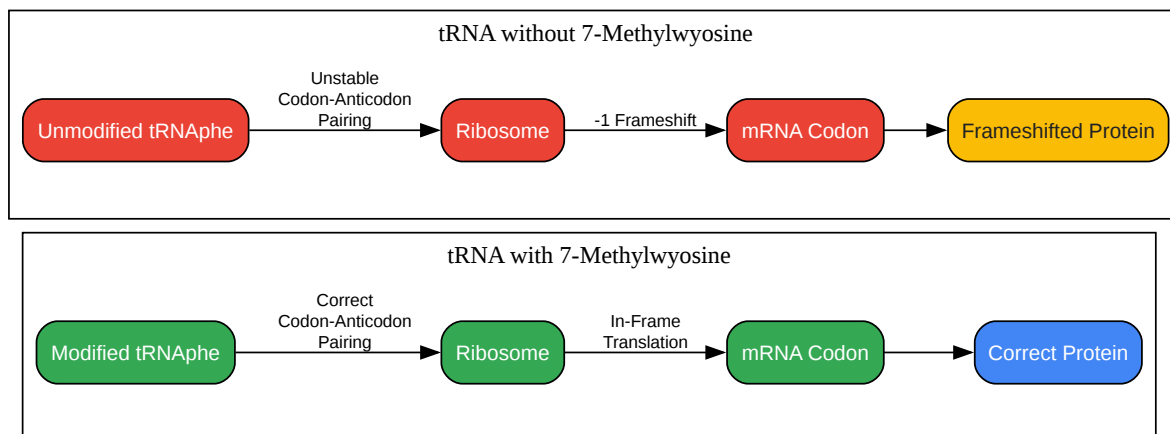 tRNA without 7-Methylwyosine
Unmodified tRNAphe
Unstable
Codon-Anticodon
Pairing
Ribosome
-1 Frameshift
mRNA Codon
Frameshifted Protein
tRNA with 7-Methylwyosine
Modified tRNAphe
Correct
Codon-Anticodon
Pairing
Ribosome
In-Frame
Translation
mRNA Codon
Correct Protein